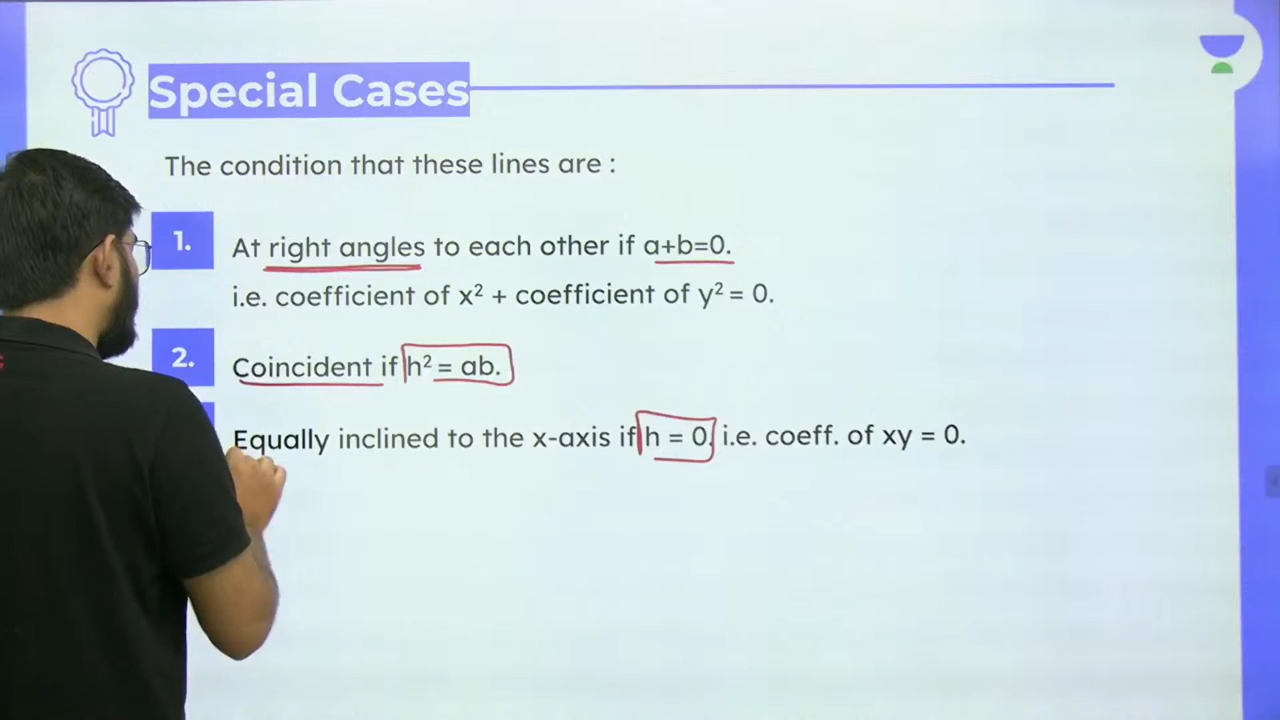 Special Cases
The condition that these lines are :
1. At right angles to each other if a+b=0.
i.e. coefficient of x² + coefficient of y² = 0.
2. Coincident if h² = ab.
Equally inclined to the x-axis if h = 0, i.e. coeff. of xy = 0.